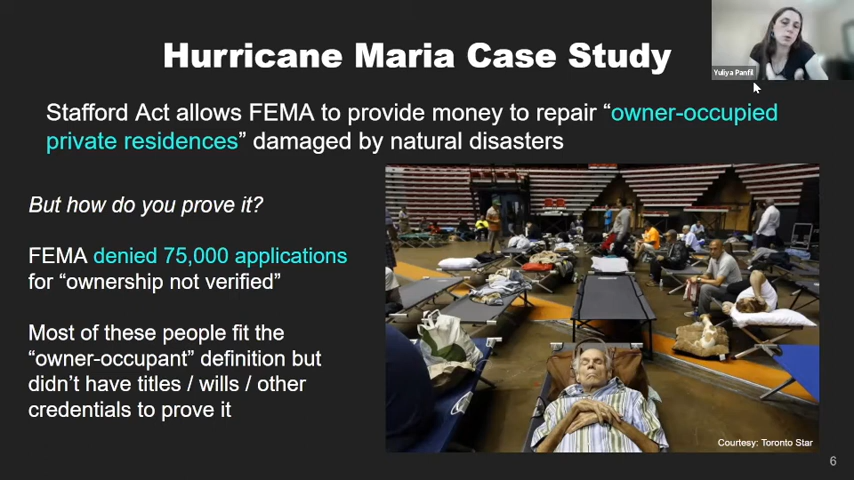 Hurricane Maria Case Study
Yuliya Panfil
Stafford Act allows FEMA to provide money to repair “owner-occupied
private residences” damaged by natural disasters
But how do you prove it?
FEMA denied 75,000 applications
for “ownership not verified”
Most of these people fit the
“owner-occupant” definition but
didn’t have titles / wills / other
credentials to prove it
Courtesy: Toronto Star
6